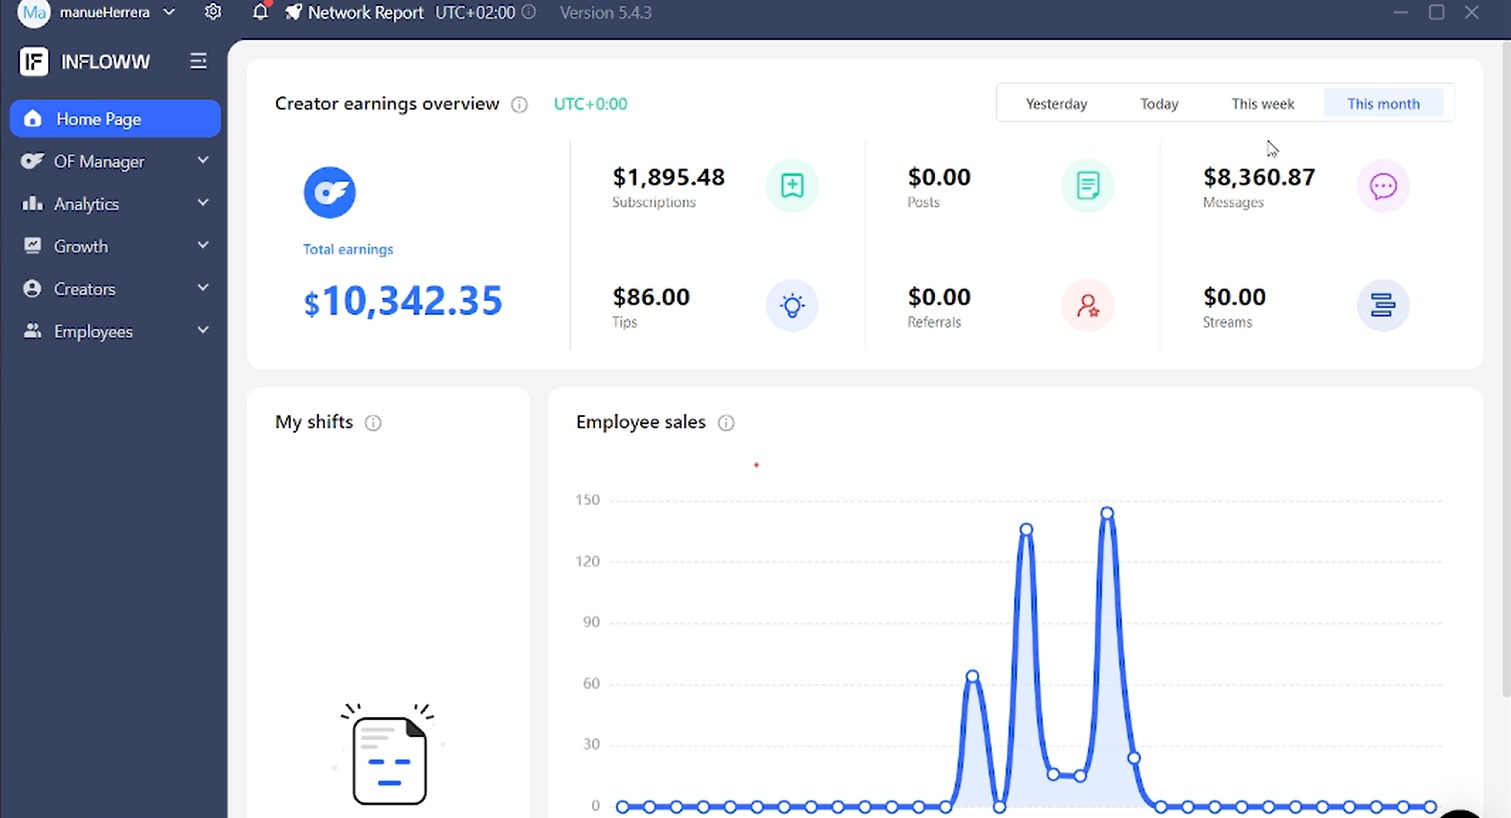 Ma manueHerrera Network Report UTC+02:00 Version 5.4.3
IF INFLOWW
Home Page
OF Manager
Analytics
Growth
Creators
Employees
Creator earnings overview UTC+0:00
Yesterday Today This week This month
Total earnings
$10,342.35
$1,895.48
Subscriptions
$0.00
Posts
$8,360.87
Messages
$86.00
Tips
$0.00
Referrals
$0.00
Streams
My shifts
Employee sales
150
120
90
60
30
0